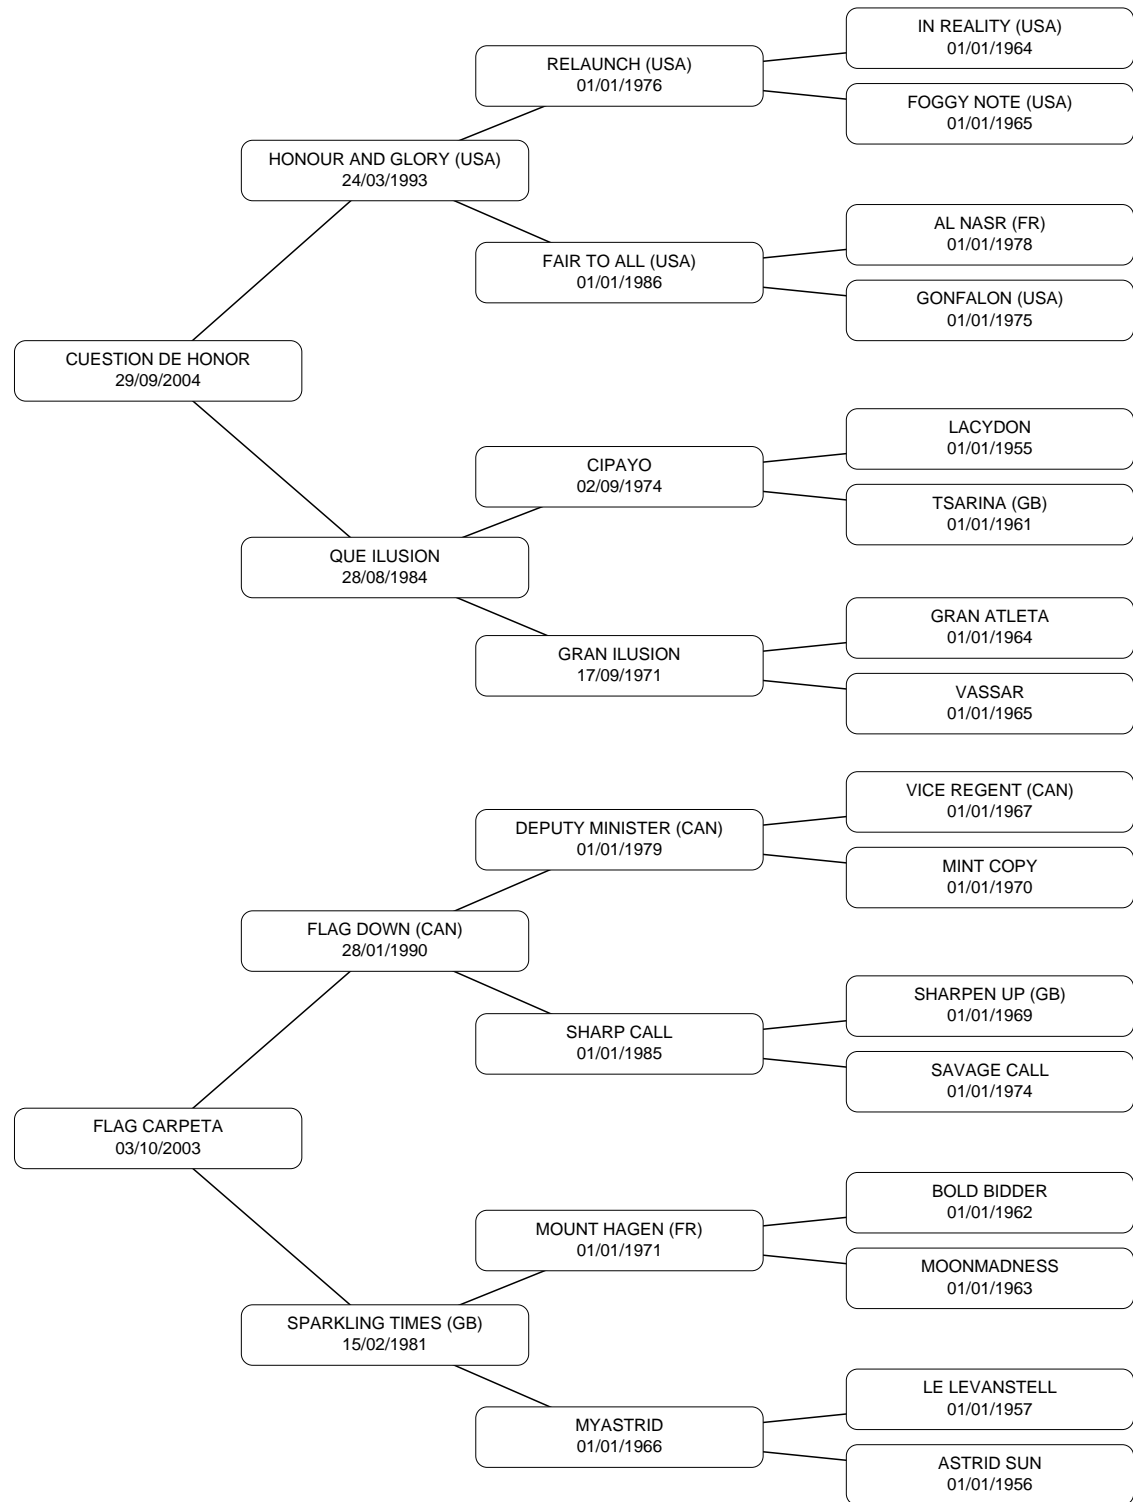 IN REALITY (USA)
01/01/1964
RELAUNCH (USA)
01/01/1976
FOGGY NOTE (USA)
01/01/1965
HONOUR AND GLORY (USA)
24/03/1993
AL NASR (FR)
01/01/1978
FAIR TO ALL (USA)
01/01/1986
GONFALON (USA)
01/01/1975
CUESTION DE HONOR
29/09/2004
LACYDON
01/01/1955
CIPAYO
02/09/1974
TSARINA (GB)
01/01/1961
QUE ILUSION
28/08/1984
GRAN ATLETA
01/01/1964
GRAN ILUSION
17/09/1971
VASSAR
01/01/1965
VICE REGENT (CAN)
01/01/1967
DEPUTY MINISTER (CAN)
01/01/1979
MINT COPY
01/01/1970
FLAG DOWN (CAN)
28/01/1990
SHARPEN UP (GB)
01/01/1969
SHARP CALL
01/01/1985
SAVAGE CALL
01/01/1974
FLAG CARPETA
03/10/2003
BOLD BIDDER
01/01/1962
MOUNT HAGEN (FR)
01/01/1971
MOONMADNESS
01/01/1963
SPARKLING TIMES (GB)
15/02/1981
LE LEVANSTELL
01/01/1957
MYASTRID
01/01/1966
ASTRID SUN
01/01/1956